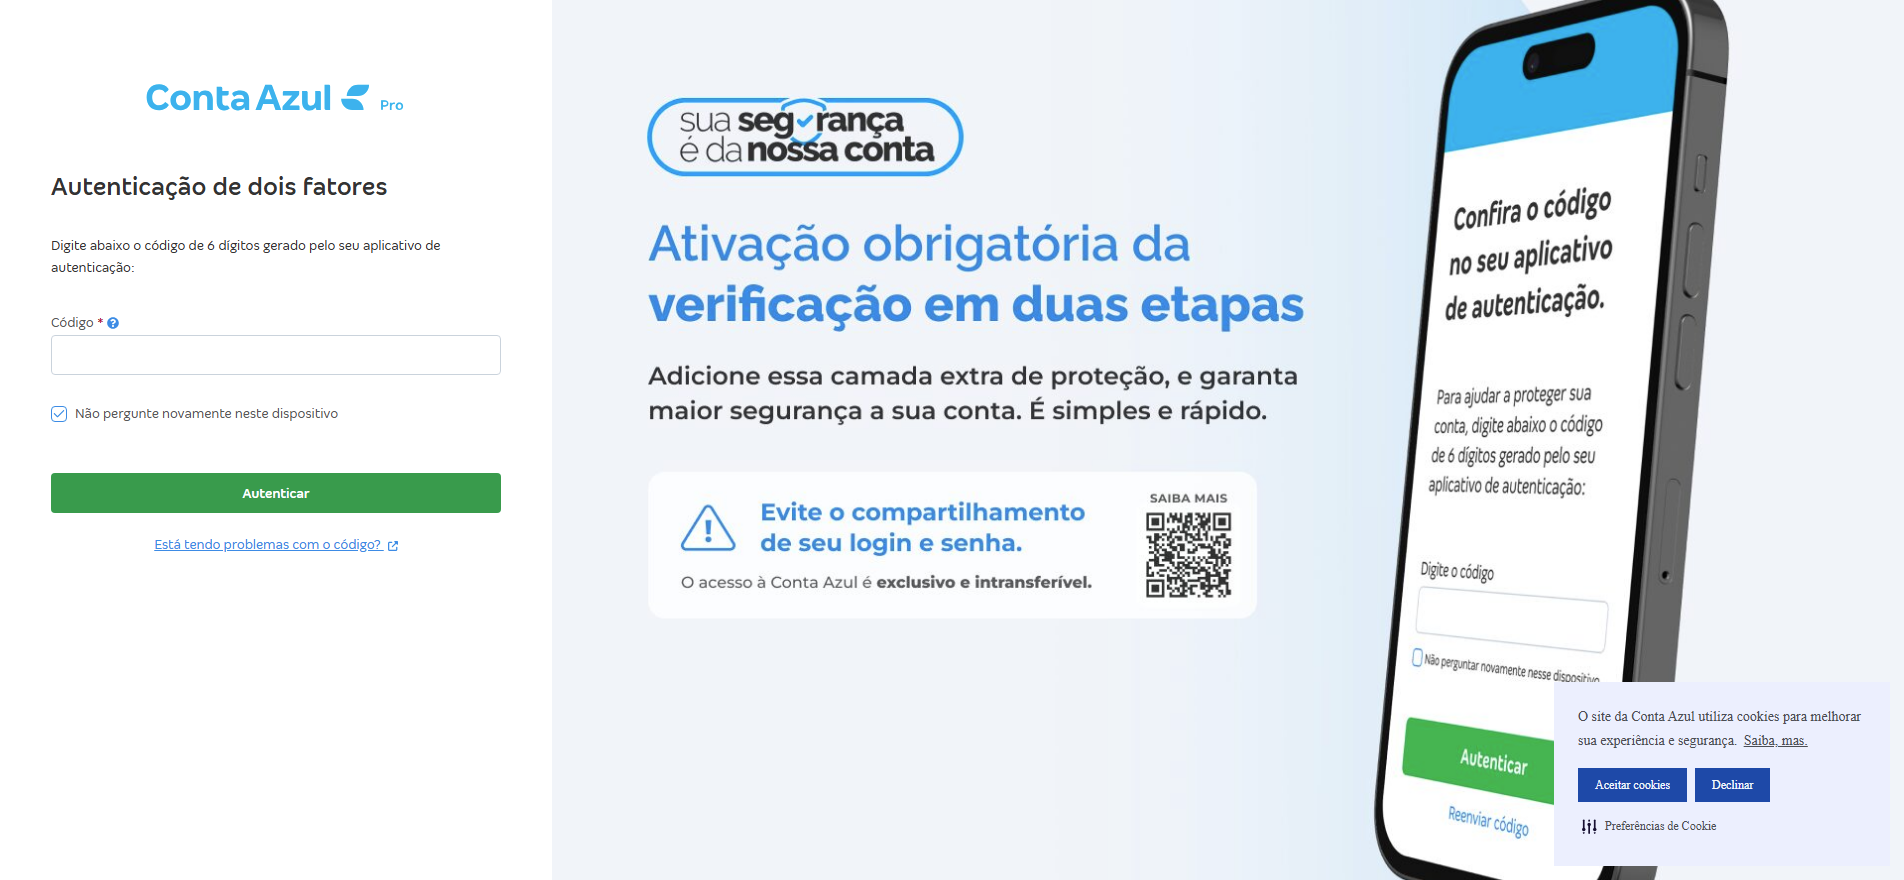 Conta Azul Pro
Autenticação de dois fatores
Digite abaixo o código de 6 dígitos gerado pelo seu aplicativo de
autenticação:
Código *
Não pergunte novamente neste dispositivo
Autenticar
Está tendo problemas com o código?
sua segurança
é da nossa conta
Ativação obrigatória da
verificação em duas etapas
Adicione essa camada extra de proteção, e garanta
maior segurança a sua conta. É simples e rápido.
Evite o compartilhamento
de seu login e senha.
O acesso à Conta Azul é exclusivo e intransferível.
SAIBA MAIS
Confira o código
no seu aplicativo
de autenticação.
Para ajudar a proteger sua
conta, digite abaixo o código
de 6 dígitos gerado pelo seu
aplicativo de autenticação:
Digite o código
Não perguntar novamente nesse dispositivo
Autenticar
Reenviar código
O site da Conta Azul utiliza cookies para melhorar
sua experiência e segurança. Saiba, mas.
Aceitar cookies
Declinar
Preferências de Cookie